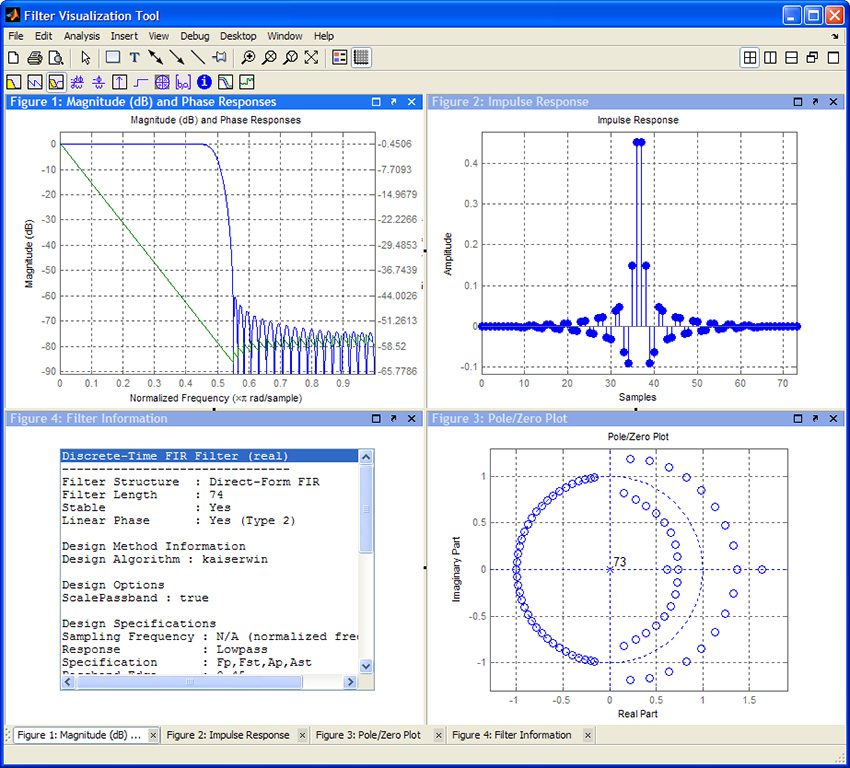 Filter Visualization Tool
File Edit Analysis Insert View Debug Desktop Window Help
Figure 1: Magnitude (dB) and Phase Responses
Magnitude (dB) and Phase Responses
Magnitude (dB)
0
-10
-20
-30
-40
-50
-60
-70
-80
-90
-0.4506
-7.7093
-14.9679
-22.2266
-29.4853
-36.7439
-44.0026
-51.2613
-58.52
-65.7786
0 0.1 0.2 0.3 0.4 0.5 0.6 0.7 0.8 0.9
Normalized Frequency (×π rad/sample)
Figure 2: Impulse Response
Impulse Response
Amplitude
0.4
0.3
0.2
0.1
0
-0.1
0 10 20 30 40 50 60 70
Samples
Figure 4: Filter Information
Discrete-Time FIR Filter (real)
-------------------------------
Filter Structure : Direct-Form FIR
Filter Length : 74
Stable : Yes
Linear Phase : Yes (Type 2)
Design Method Information
Design Algorithm : kaiserwin
Design Options
ScalePassband : true
Design Specifications
Sampling Frequency : N/A (normalized fre
Response : Lowpass
Specification : Fp,Fst,Ap,Ast
Figure 3: Pole/Zero Plot
Pole/Zero Plot
Imaginary Part
1
0.5
0
-0.5
-1
73
-1 -0.5 0 0.5 1 1.5
Real Part
Figure 1: Magnitude (dB) ...
Figure 2: Impulse Response
Figure 3: Pole/Zero Plot
Figure 4: Filter Information